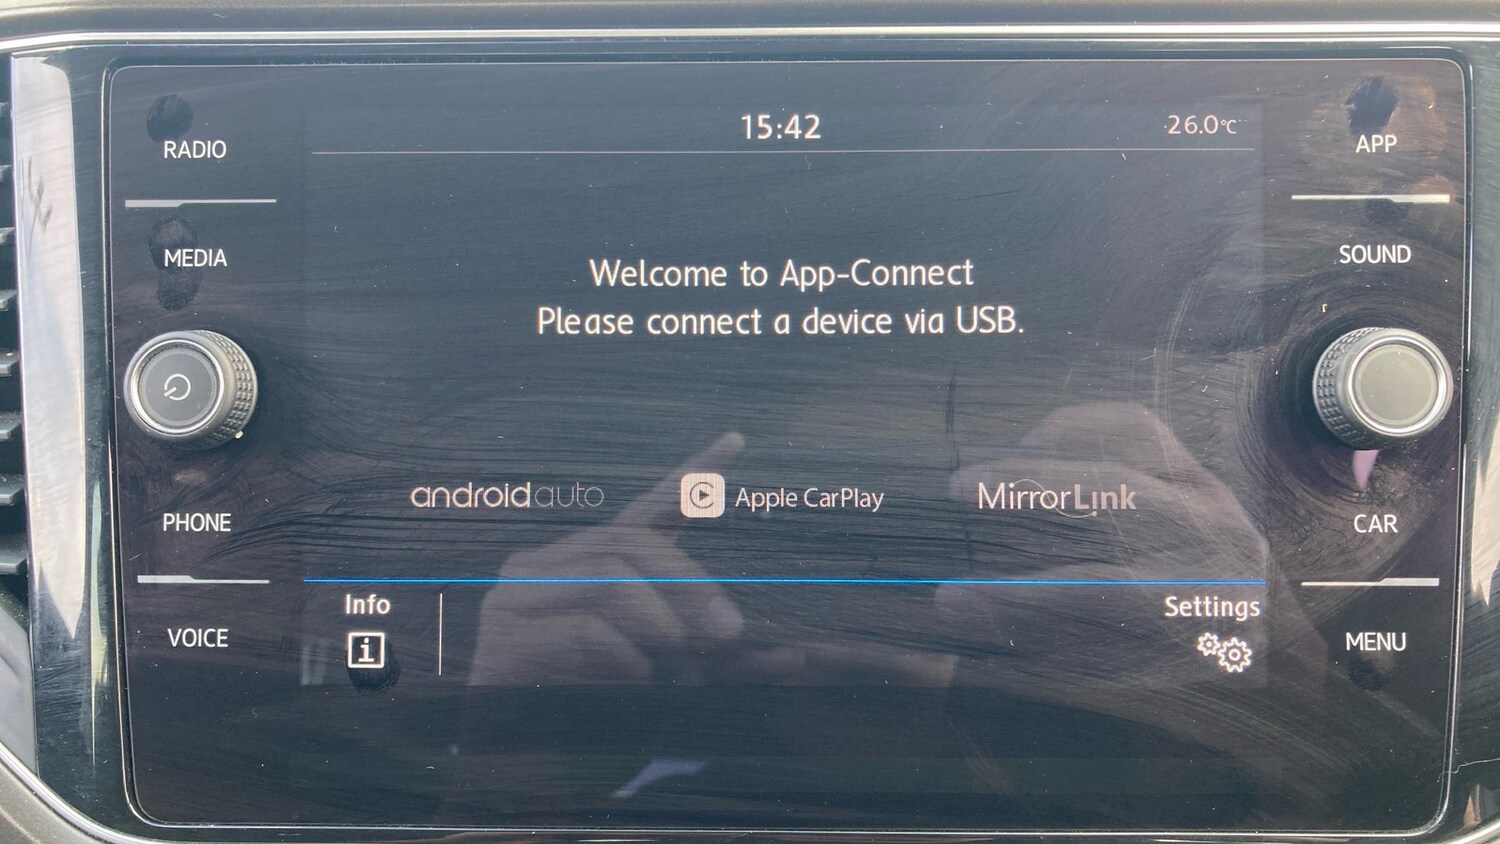 15:42
26.0°C
RADIO
MEDIA
PHONE
VOICE
Welcome to App-Connect
Please connect a device via USB.
androidauto
Apple CarPlay
MirrorLink
Info
i
Settings
APP
SOUND
CAR
MENU